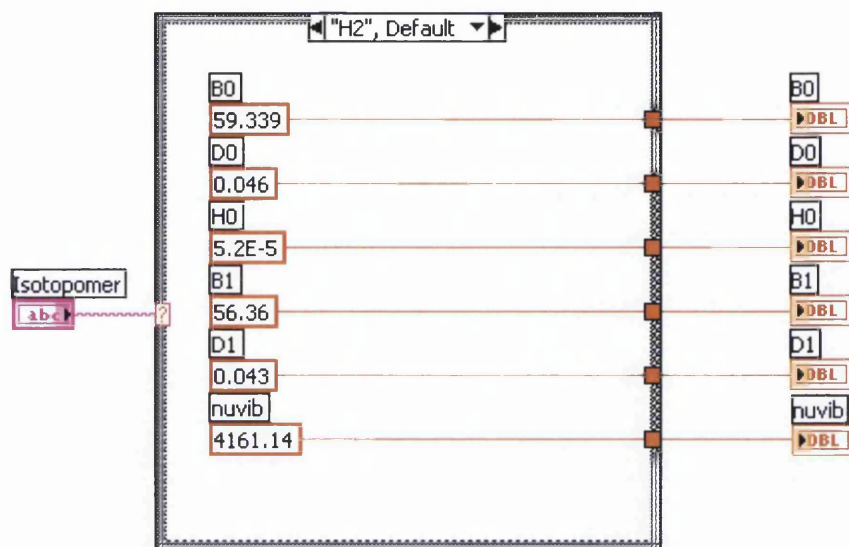 "H2", Default
B0
59.339
B0
DBL
D0
0.046
D0
DBL
H0
5.2E-5
H0
DBL
Isotopomer
abc
?
B1
56.36
B1
DBL
D1
0.043
D1
DBL
nuvib
4161.14
nuvib
DBL